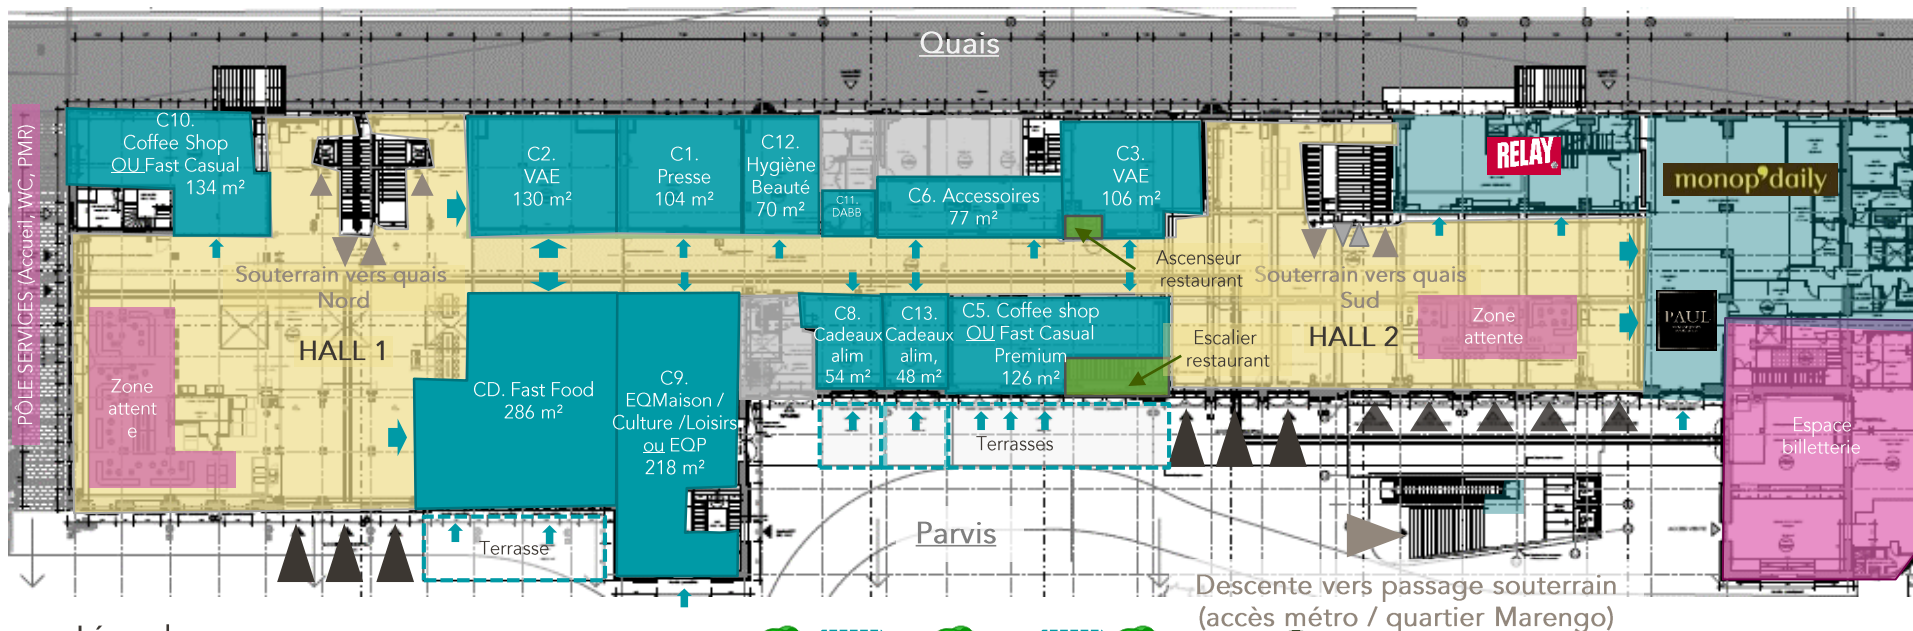 Quais
PÔLE SERVICES (Accueil, WC, PMR)
C10.
Coffee Shop
OU Fast Casual
134 m²
C2.
VAE
130 m²
C1.
Presse
104 m²
C12.
Hygiène
Beauté
70 m²
C11.
DABB
C6. Accessoires
77 m²
C3.
VAE
106 m²
RELAY
monop'daily
Souterrain vers quais
Nord
Ascenseur
restaurant
Souterrain vers quais
Sud
HALL 1
Zone
attent
e
CD. Fast Food
286 m²
C9.
EQMaison /
Culture /Loisirs
ou EQP
218 m²
C8.
Cadeaux
alim
54 m²
C13.
Cadeaux
alim,
48 m²
C5. Coffee shop
OU Fast Casual
Premium
126 m²
Escalier
restaurant
HALL 2
Zone
attente
PAUL
Espace
billetterie
Terrasses
Terrasse
Parvis
Descente vers passage souterrain
(accès métro / quartier Marengo)